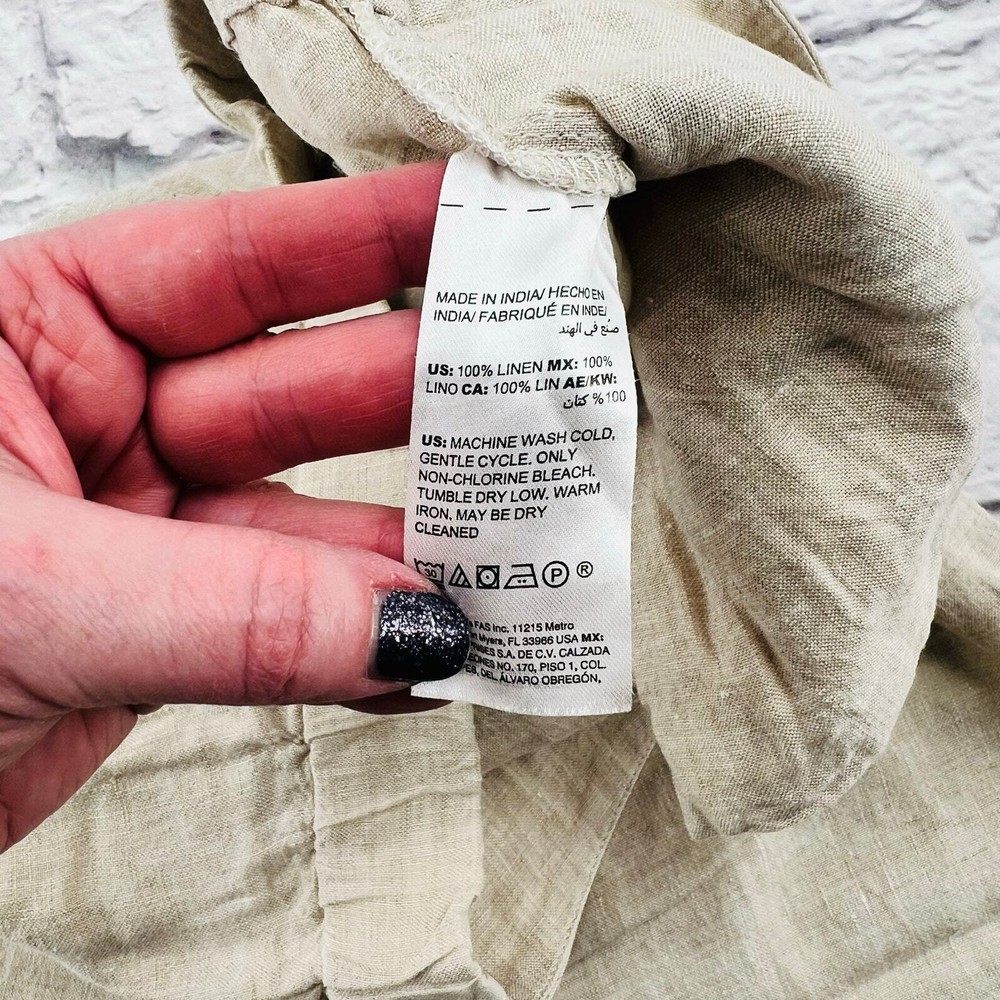 MADE IN INDIA/ HECHO EN
INDIA/ FABRIQUÉ EN INDE/
صنع في الهند
US: 100% LINEN MX: 100%
LINO CA: 100% LIN AE/KW:
100% كتان
US: MACHINE WASH COLD,
GENTLE CYCLE. ONLY
NON-CHLORINE BLEACH.
TUMBLE DRY LOW. WARM
IRON, MAY BE DRY
CLEANED
30 P ®
FAS Inc. 11215 Metro
Myers, FL 33966 USA MX:
S.A. DE C.V. CALZADA
NO. 170, PISO 1, COL.
DEL. ÁLVARO OBREGÓN,